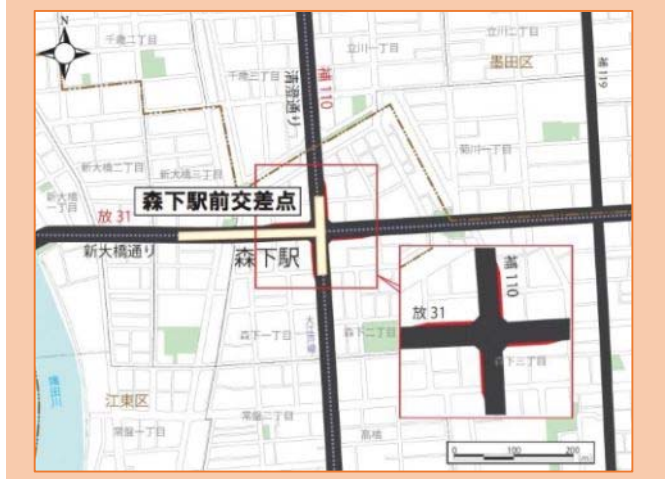 N
千歳二丁目
立川一丁目
立川二丁目
墨田区
千歳三丁目
清澄通り
補 110
補 119
菊川一丁目
新大橋二丁目
新大橋三丁目
新大橋
一丁目
森下駅前交差点
放 31
新大橋通り
森下駅
補 110
放 31
森下一丁目
森下二丁目
森下三丁目
隅田川
江東区
常盤二丁目
常盤一丁目
高橋
0 100 200